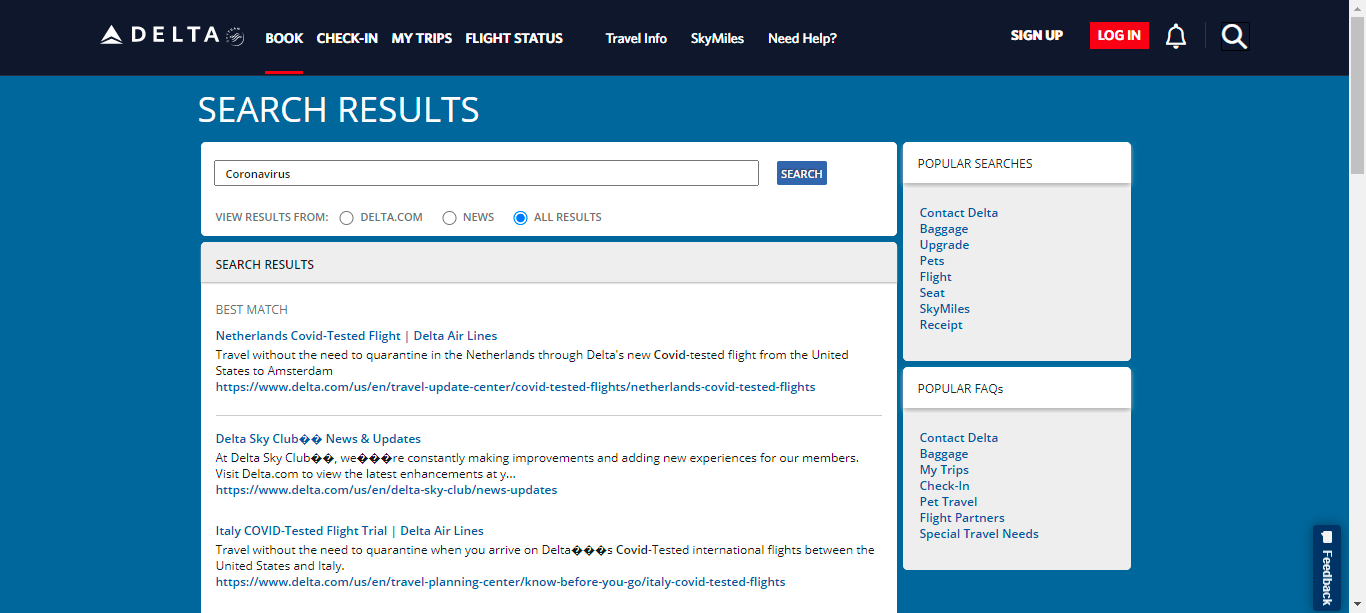 DELTA
BOOK CHECK-IN MY TRIPS FLIGHT STATUS Travel Info SkyMiles Need Help? SIGN UP LOG IN
SEARCH RESULTS
Coronavirus SEARCH
VIEW RESULTS FROM: DELTA.COM NEWS ALL RESULTS
SEARCH RESULTS
BEST MATCH
Netherlands Covid-Tested Flight | Delta Air Lines
Travel without the need to quarantine in the Netherlands through Delta's new Covid-tested flight from the United
States to Amsterdam
https://www.delta.com/us/en/travel-update-center/covid-tested-flights/netherlands-covid-tested-flights
Delta Sky Club�� News & Updates
At Delta Sky Club��, we���re constantly making improvements and adding new experiences for our members.
Visit Delta.com to view the latest enhancements at y...
https://www.delta.com/us/en/delta-sky-club/news-updates
Italy COVID-Tested Flight Trial | Delta Air Lines
Travel without the need to quarantine when you arrive on Delta���s Covid-Tested international flights between the
United States and Italy.
https://www.delta.com/us/en/travel-planning-center/know-before-you-go/italy-covid-tested-flights
POPULAR SEARCHES
Contact Delta
Baggage
Upgrade
Pets
Flight
Seat
SkyMiles
Receipt
POPULAR FAQs
Contact Delta
Baggage
My Trips
Check-In
Pet Travel
Flight Partners
Special Travel Needs
Feedback